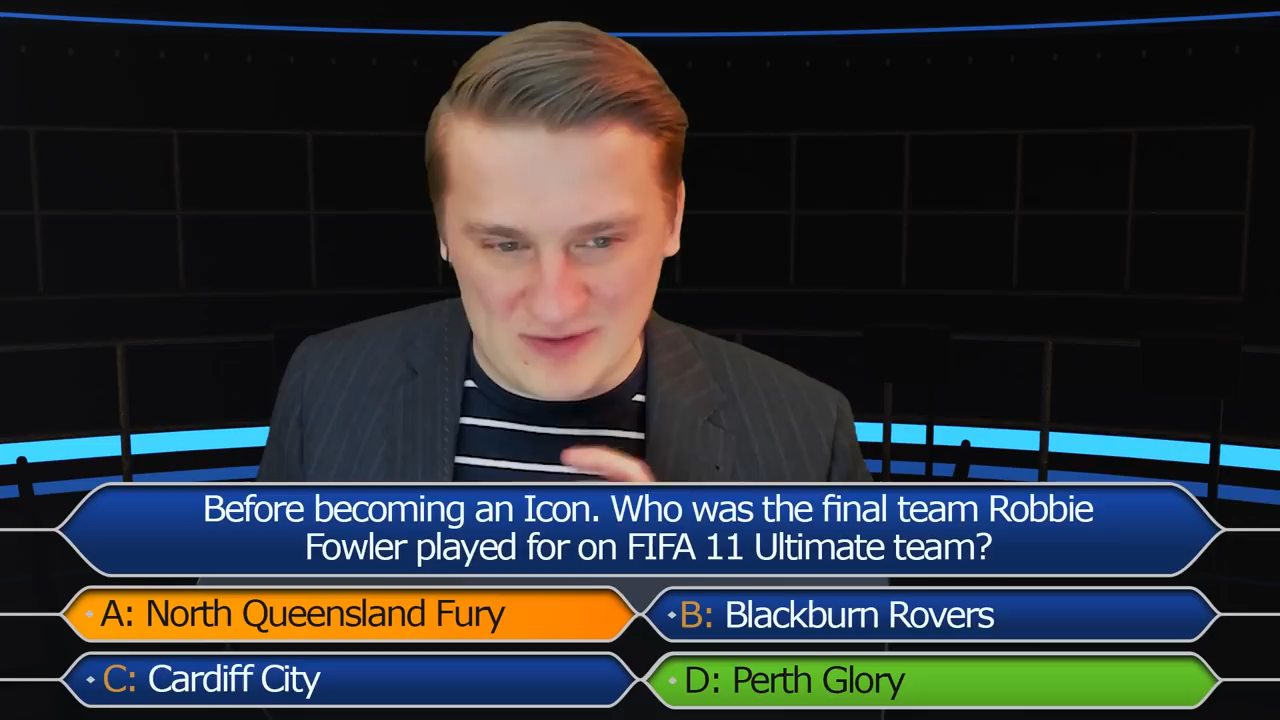 Before becoming an Icon. Who was the final team Robbie
Fowler played for on FIFA 11 Ultimate team?
A: North Queensland Fury
B: Blackburn Rovers
C: Cardiff City
D: Perth Glory